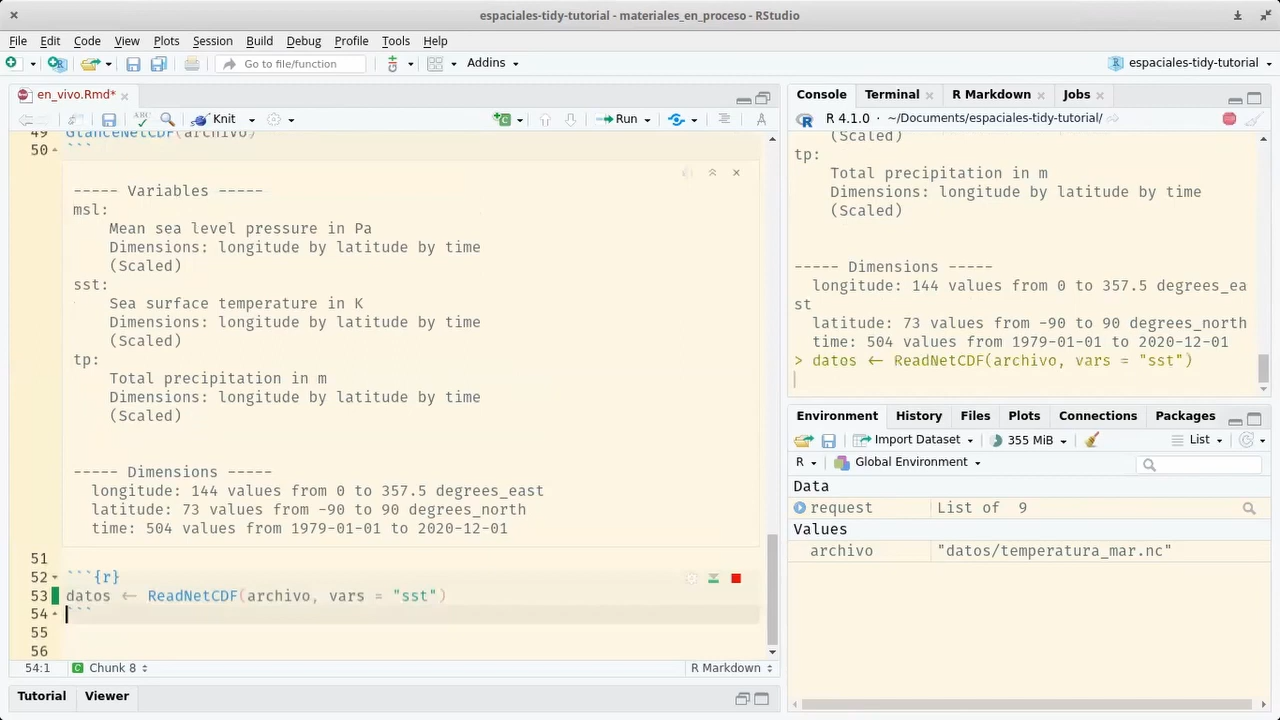 espaciales-tidy-tutorial - materiales_en_proceso - RStudio
File Edit Code View Plots Session Build Debug Profile Tools Help
Go to file/function Addins espaciales-tidy-tutorial
en_vivo.Rmd*
ABC Knit Run
49 GlanceNetCDF(archivo)
50 ```
----- Variables -----
msl:
Mean sea level pressure in Pa
Dimensions: longitude by latitude by time
(Scaled)
sst:
Sea surface temperature in K
Dimensions: longitude by latitude by time
(Scaled)
tp:
Total precipitation in m
Dimensions: longitude by latitude by time
(Scaled)
----- Dimensions -----
longitude: 144 values from 0 to 357.5 degrees_east
latitude: 73 values from -90 to 90 degrees_north
time: 504 values from 1979-01-01 to 2020-12-01
51
52 ```{r}
53 datos <- ReadNetCDF(archivo, vars = "sst")
54 ```
55
56
54:1 Chunk 8 R Markdown
Tutorial Viewer
Console Terminal R Markdown Jobs
R 4.1.0 · ~/Documents/espaciales-tidy-tutorial/
(Scaled)
tp:
Total precipitation in m
Dimensions: longitude by latitude by time
(Scaled)
----- Dimensions -----
longitude: 144 values from 0 to 357.5 degrees_ea
st
latitude: 73 values from -90 to 90 degrees_north
time: 504 values from 1979-01-01 to 2020-12-01
> datos <- ReadNetCDF(archivo, vars = "sst")
Environment History Files Plots Connections Packages
Import Dataset 355 MiB List
R Global Environment
Data
request List of 9
Values
archivo "datos/temperatura_mar.nc"